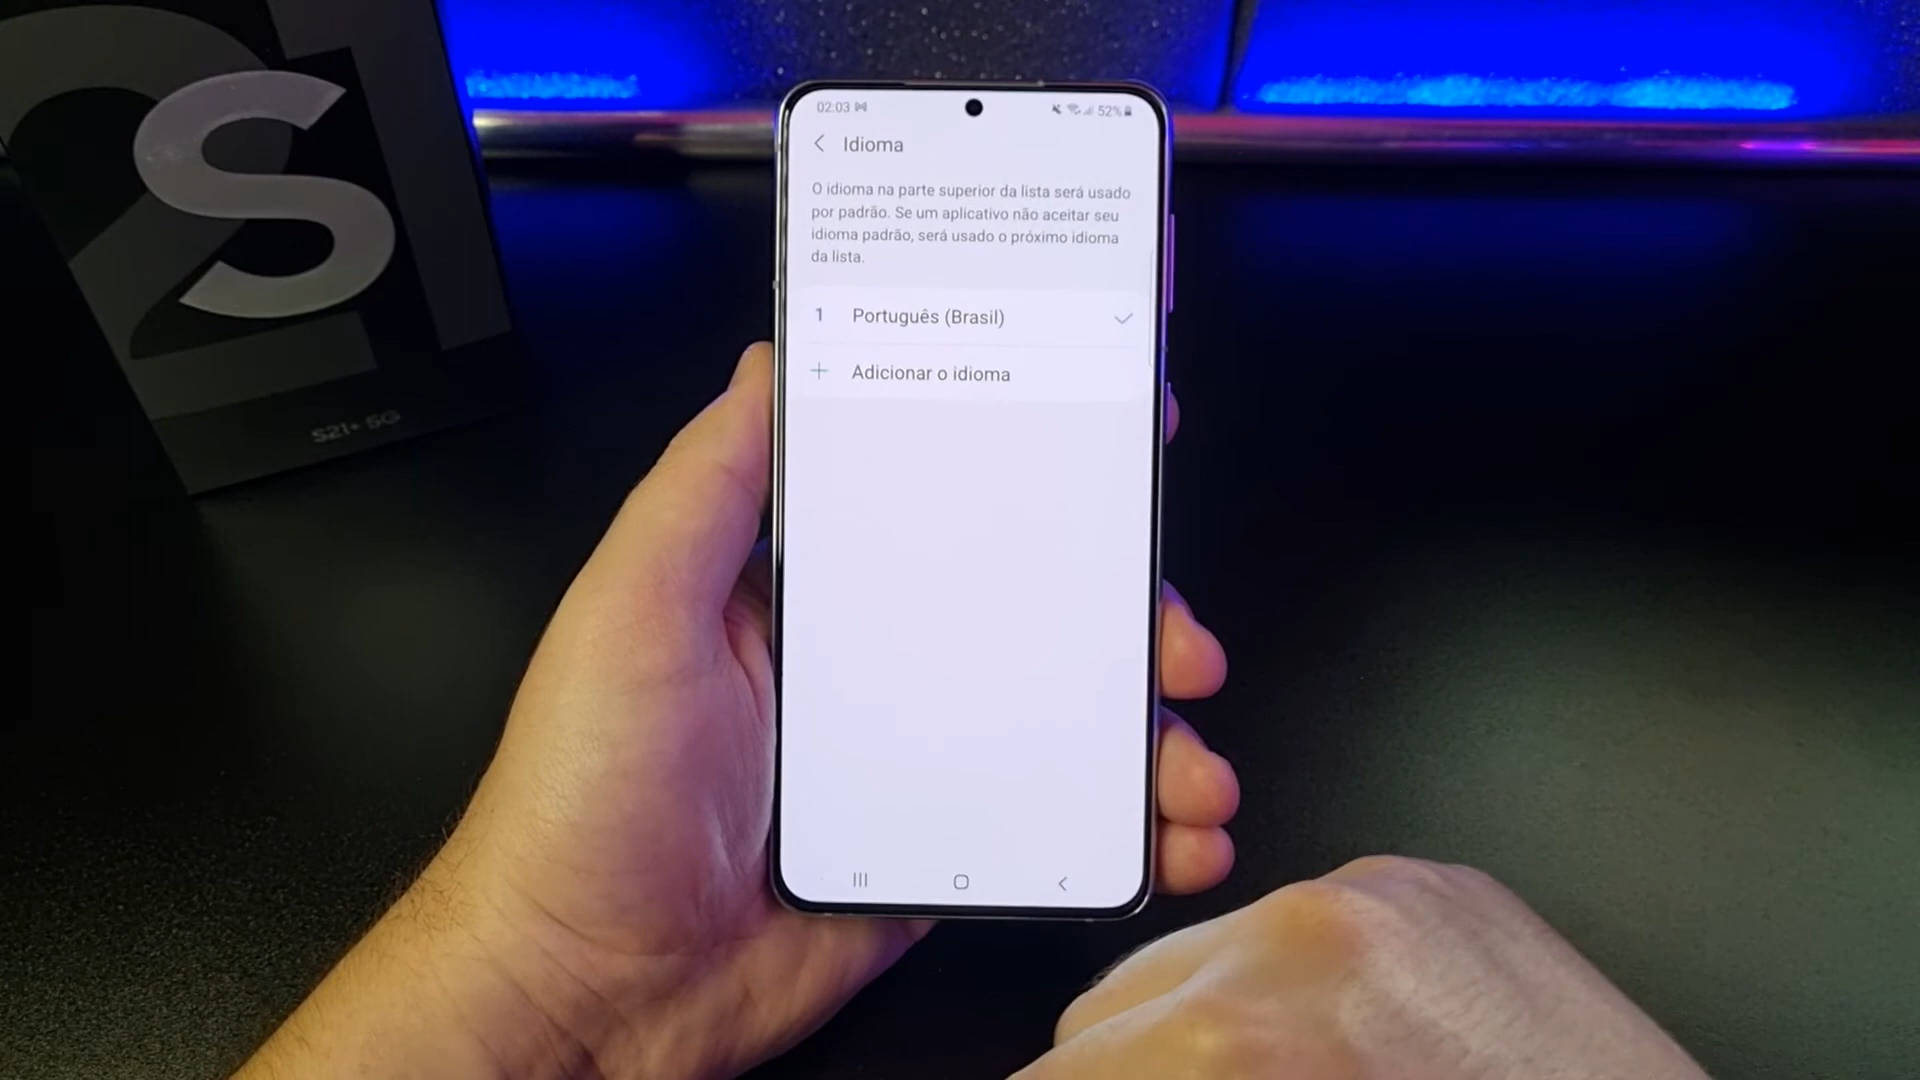 S
21
S21+ 5G
02:03
52%
Idioma
O idioma na parte superior da lista será usado
por padrão. Se um aplicativo não aceitar seu
idioma padrão, será usado o próximo idioma
da lista.
1 Português (Brasil)
+ Adicionar o idioma